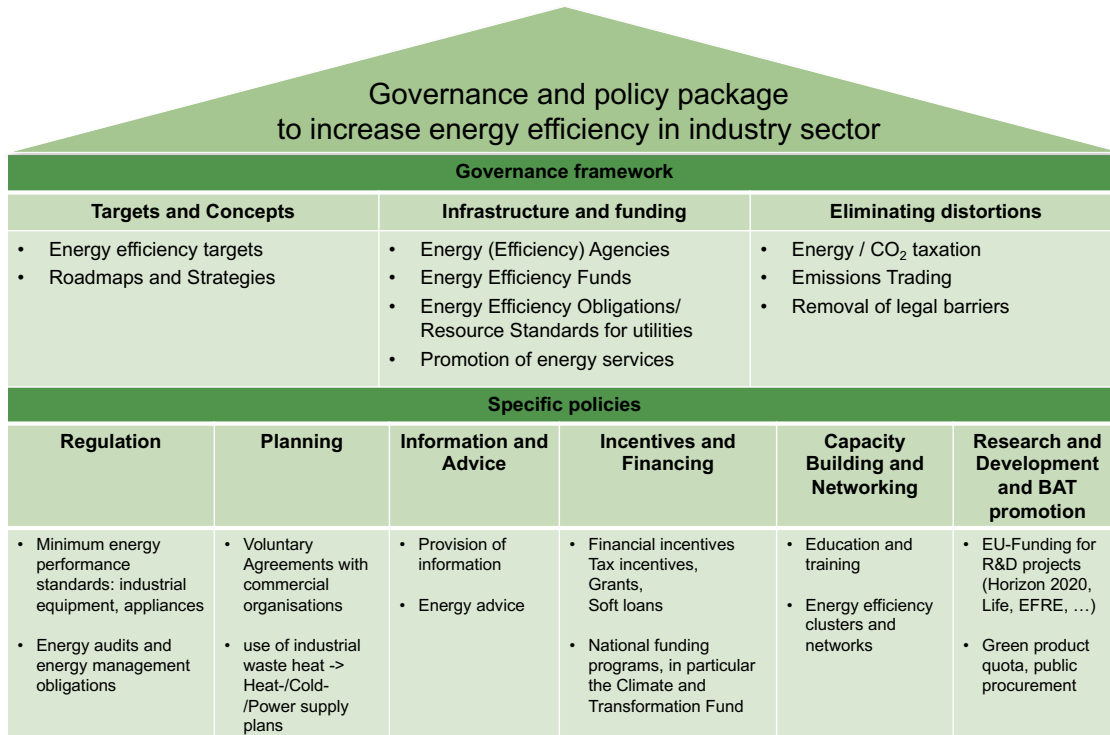 Governance and policy package
to increase energy efficiency in industry sector
Governance framework
Targets and Concepts
• Energy efficiency targets
• Roadmaps and Strategies
Infrastructure and funding
• Energy (Efficiency) Agencies
• Energy Efficiency Funds
• Energy Efficiency Obligations/
Resource Standards for utilities
• Promotion of energy services
Eliminating distortions
• Energy / CO₂ taxation
• Emissions Trading
• Removal of legal barriers
Specific policies
Regulation
• Minimum energy
performance
standards: industrial
equipment, appliances
• Energy audits and
energy management
obligations
Planning
• Voluntary
Agreements with
commercial
organisations
• use of industrial
waste heat ->
Heat-/Cold-
/Power supply
plans
Information and
Advice
• Provision of
information
• Energy advice
Incentives and
Financing
• Financial incentives
Tax incentives,
Grants,
Soft loans
• National funding
programs, in particular
the Climate and
Transformation Fund
Capacity
Building and
Networking
• Education and
training
• Energy efficiency
clusters and
networks
Research and
Development
and BAT
promotion
• EU-Funding for
R&D projects
(Horizon 2020,
Life, EFRE, …)
• Green product
quota, public
procurement